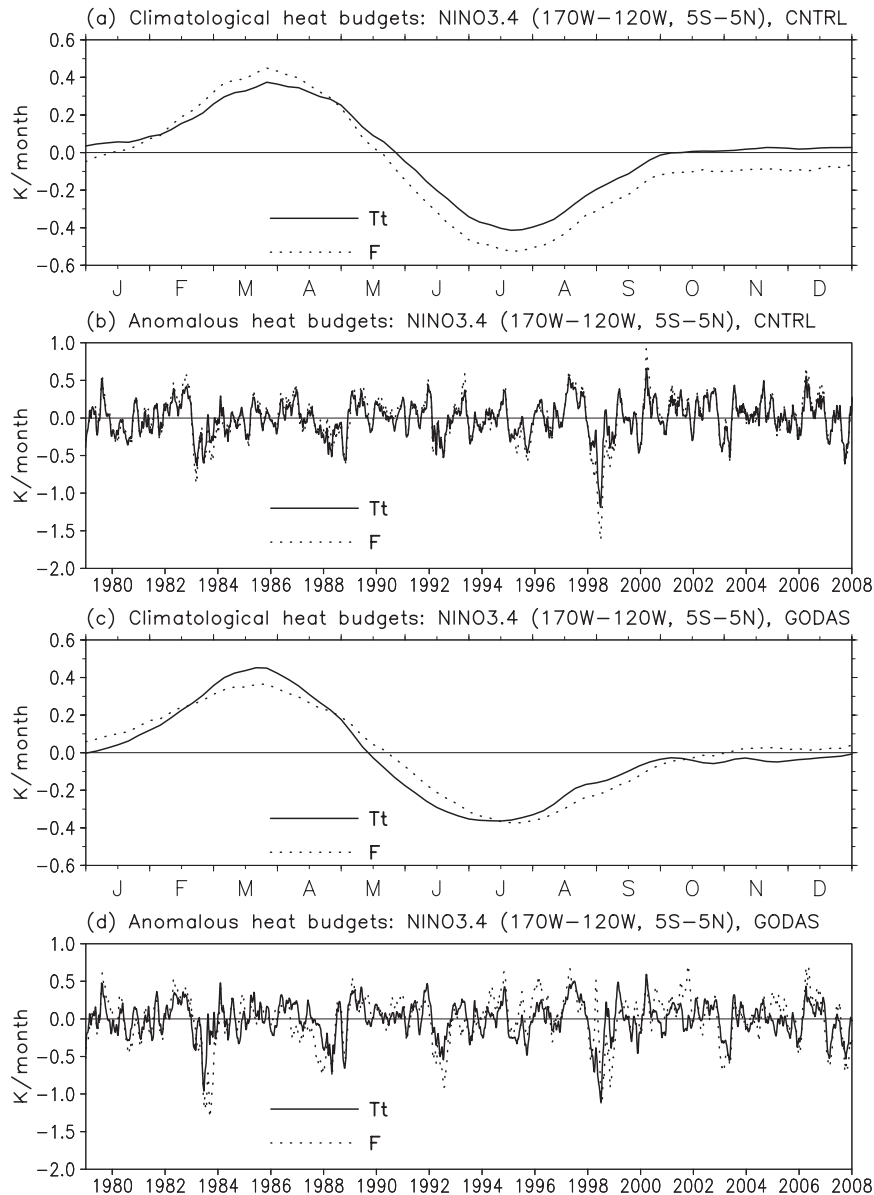 (a) Climatological heat budgets: NINO3.4 (170W−120W, 5S−5N), CNTRL
0.6
0.4
0.2
0.0
−0.2
−0.4
−0.6
K/month
Tt
F
J F M A M J J A S O N D
(b) Anomalous heat budgets: NINO3.4 (170W−120W, 5S−5N), CNTRL
1.0
0.5
0.0
−0.5
−1.0
−1.5
−2.0
K/month
Tt
F
1980 1982 1984 1986 1988 1990 1992 1994 1996 1998 2000 2002 2004 2006 2008
(c) Climatological heat budgets: NINO3.4 (170W−120W, 5S−5N), GODAS
0.6
0.4
0.2
0.0
−0.2
−0.4
−0.6
K/month
Tt
F
J F M A M J J A S O N D
(d) Anomalous heat budgets: NINO3.4 (170W−120W, 5S−5N), GODAS
1.0
0.5
0.0
−0.5
−1.0
−1.5
−2.0
K/month
Tt
F
1980 1982 1984 1986 1988 1990 1992 1994 1996 1998 2000 2002 2004 2006 2008